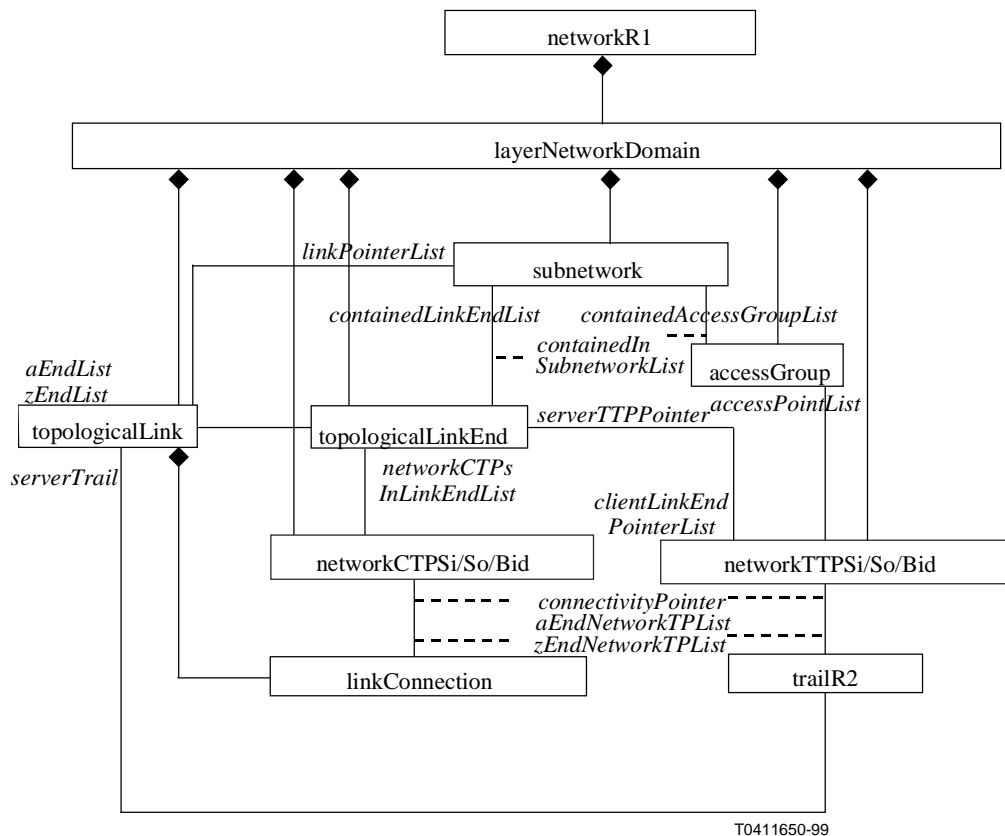 networkR1
layerNetworkDomain
linkPointerList
subnetwork
containedLinkEndList
containedAccessGroupList
containedIn
SubnetworkList
aEndList
zEndList
accessGroup
accessPointList
topologicalLink
topologicalLinkEnd
serverTTPPointer
serverTrail
networkCTPs
InLinkEndList
clientLinkEnd
PointerList
networkCTPSi/So/Bid
networkTTPSi/So/Bid
connectivityPointer
aEndNetworkTPList
zEndNetworkTPList
linkConnection
trailR2
T0411650-99